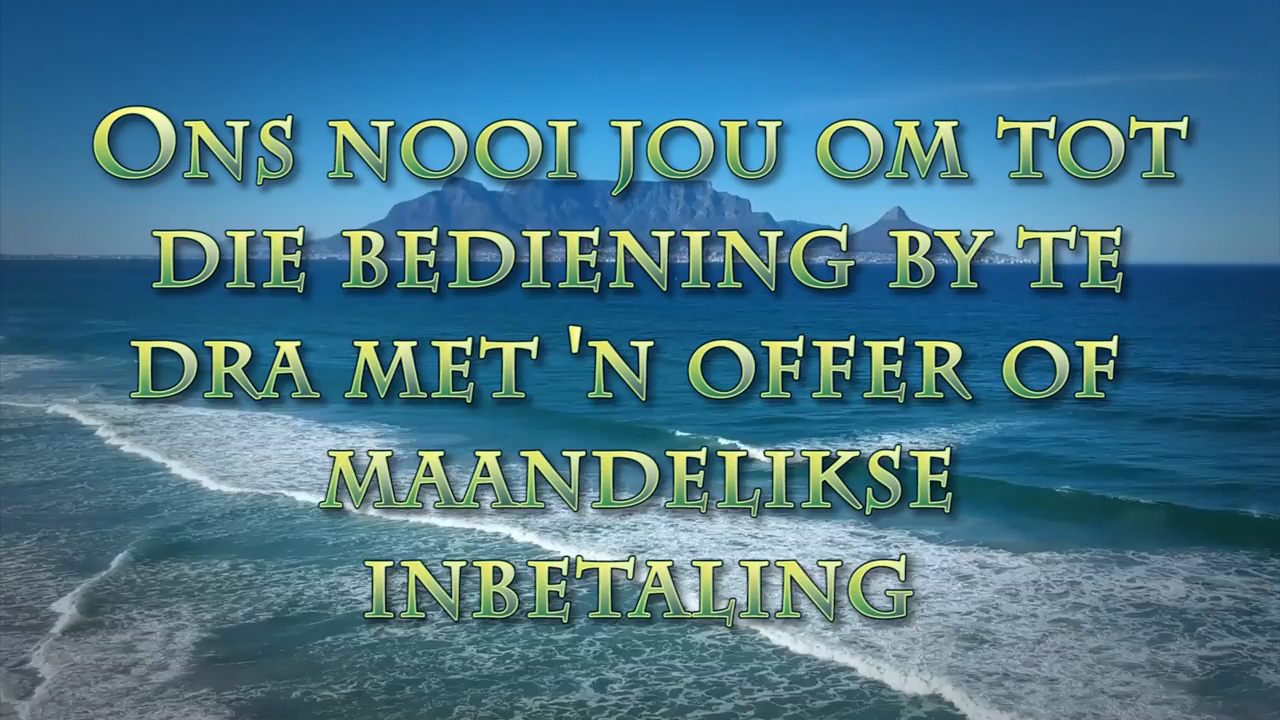 Ons nooi jou om tot
die bediening by te
dra met 'n offer of
maandelikse
inbetaling